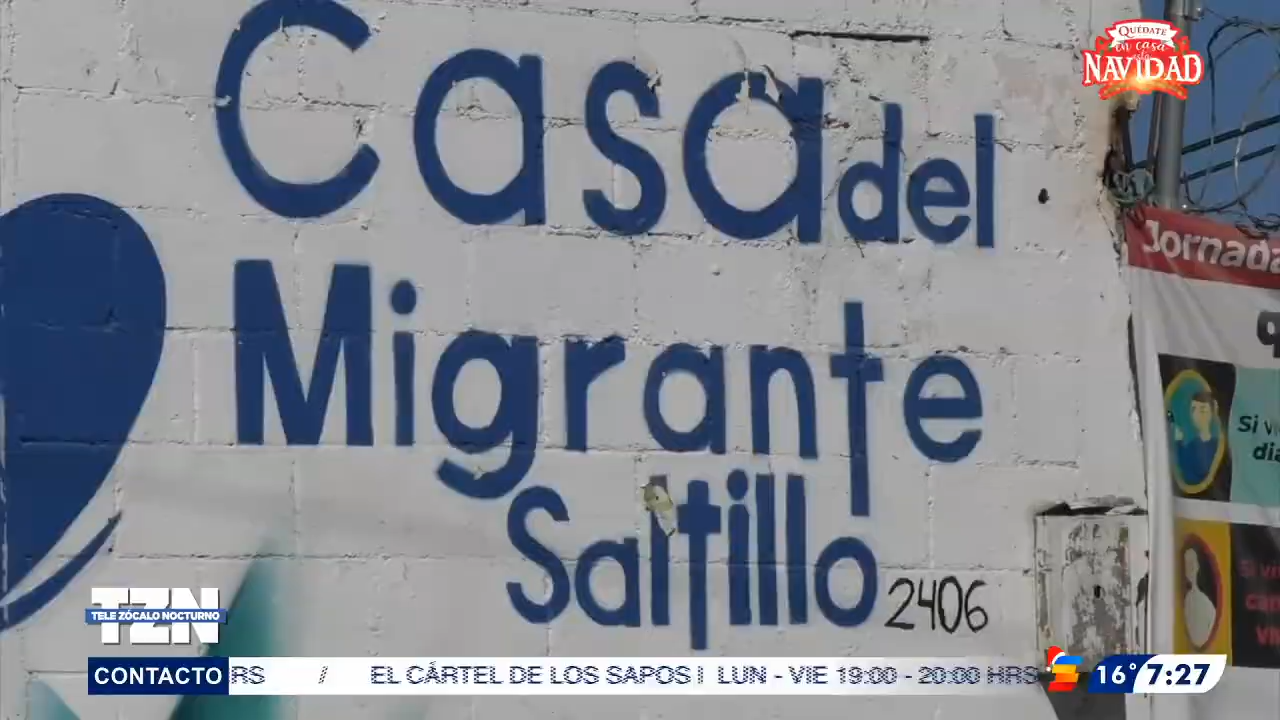 Casa del
Migrante
Saltillo 2406
QUÉDATE
en casa
esta
NAVIDAD
Jornada
Si
TZN
TELE ZÓCALO NOCTURNO
CONTACTO RS / EL CÁRTEL DE LOS SAPOS | LUN - VIE 19:00 - 20:00 HRS 16° 7:27